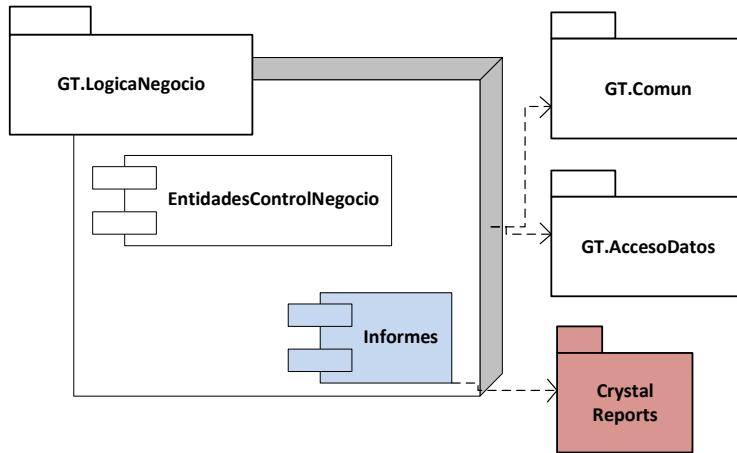 GT.LogicaNegocio
GT.Comun
EntidadesControlNegocio
GT.AccesoDatos
Informes
Crystal
Reports